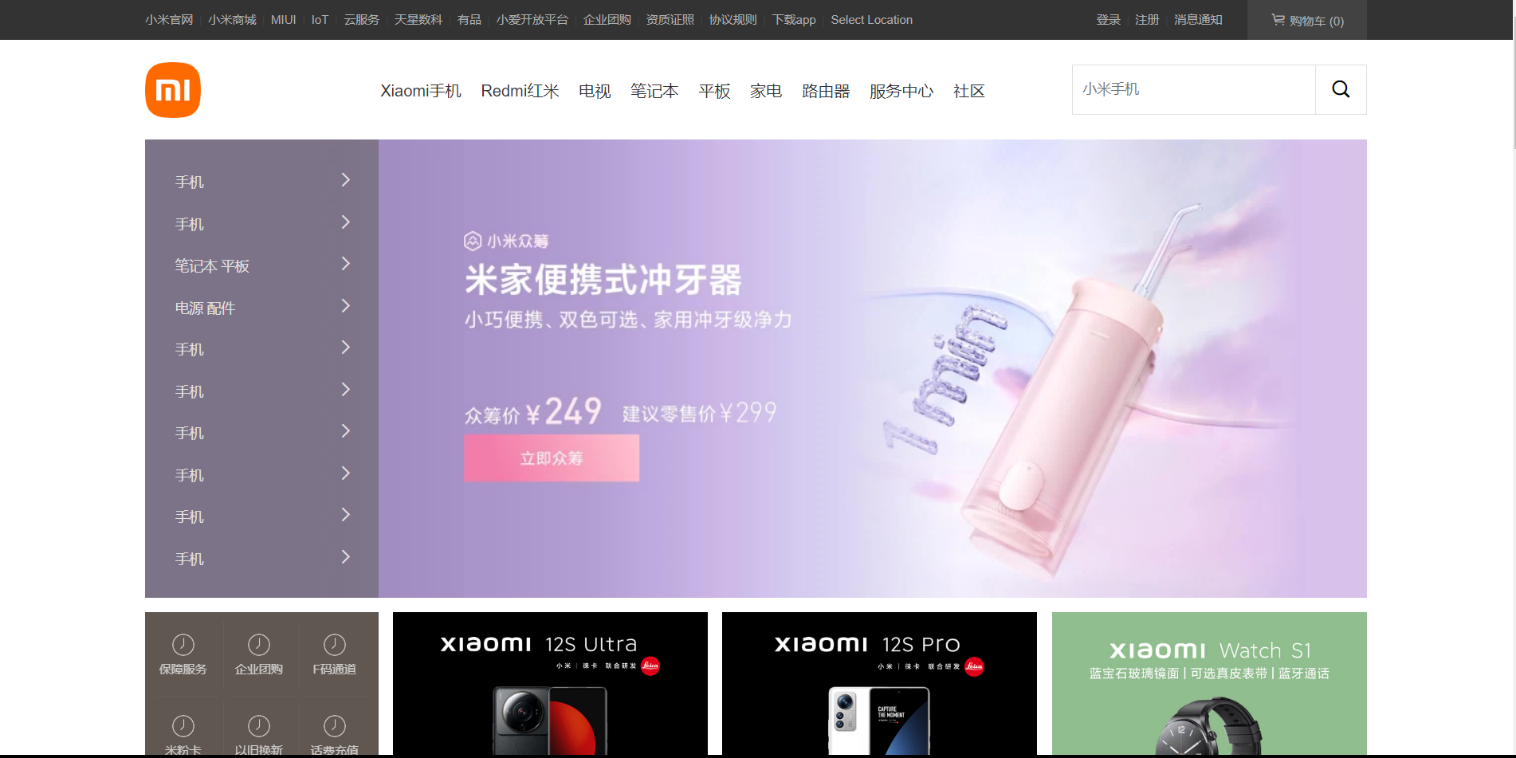 小米官网 小米商城 MIUI IoT 云服务 天星数科 有品 小爱开放平台 企业团购 资质证照 协议规则 下载app Select Location 登录 注册 消息通知 购物车 (0)
Xiaomi手机 Redmi红米 电视 笔记本 平板 家电 路由器 服务中心 社区 小米手机
手机
手机
笔记本 平板
电源 配件
手机
手机
手机
手机
手机
手机
小米众筹
米家便携式冲牙器
小巧便携、双色可选、家用冲牙级净力
众筹价¥249 建议零售价¥299
立即众筹
1 min
保障服务 企业团购 F码通道
米粉卡 以旧换新 话费充值
xiaomi 12S Ultra
小米 | 徕卡 联合研发 Leica
xiaomi 12S Pro
小米 | 徕卡 联合研发 Leica
CAPTURE
THE MOMENT
xiaomi Watch S1
蓝宝石玻璃镜面 | 可选真皮表带 | 蓝牙通话
12